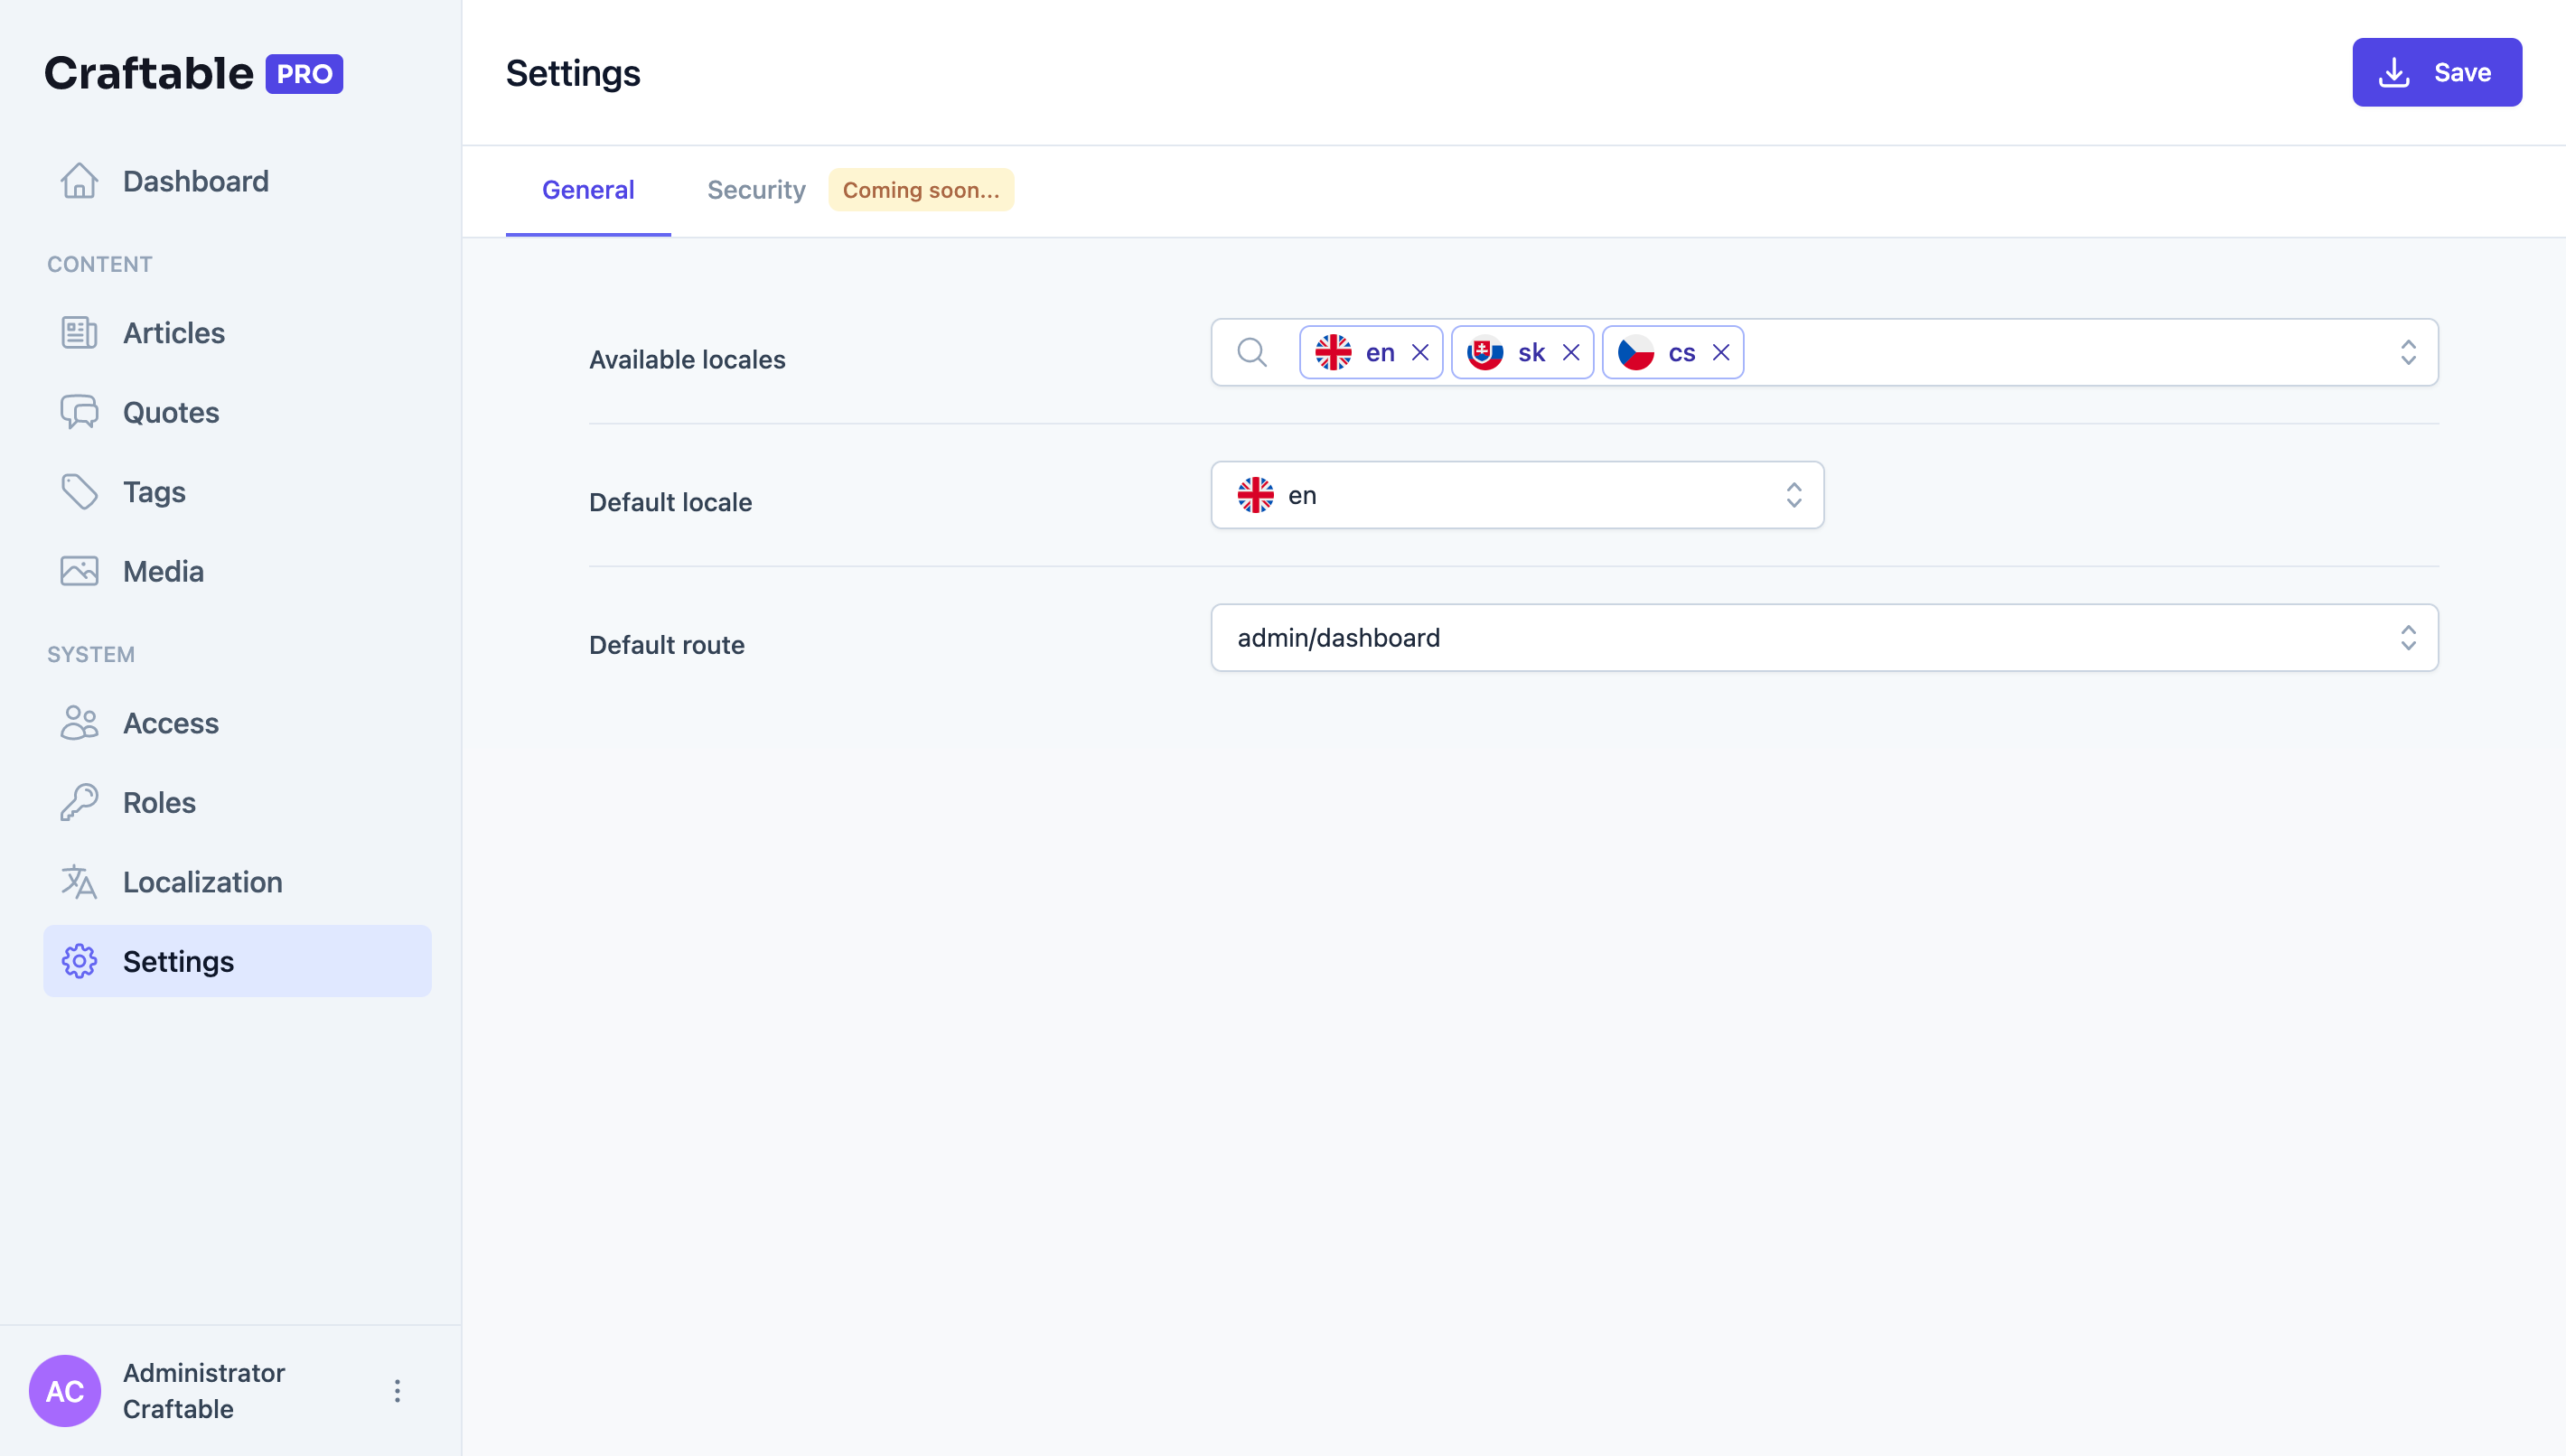 Craftable PRO
Dashboard
CONTENT
Articles
Quotes
Tags
Media
SYSTEM
Access
Roles
Localization
Settings
AC
Administrator
Craftable
Settings
Save
General
Security
Coming soon...
Available locales
en
sk
cs
Default locale
en
Default route
admin/dashboard